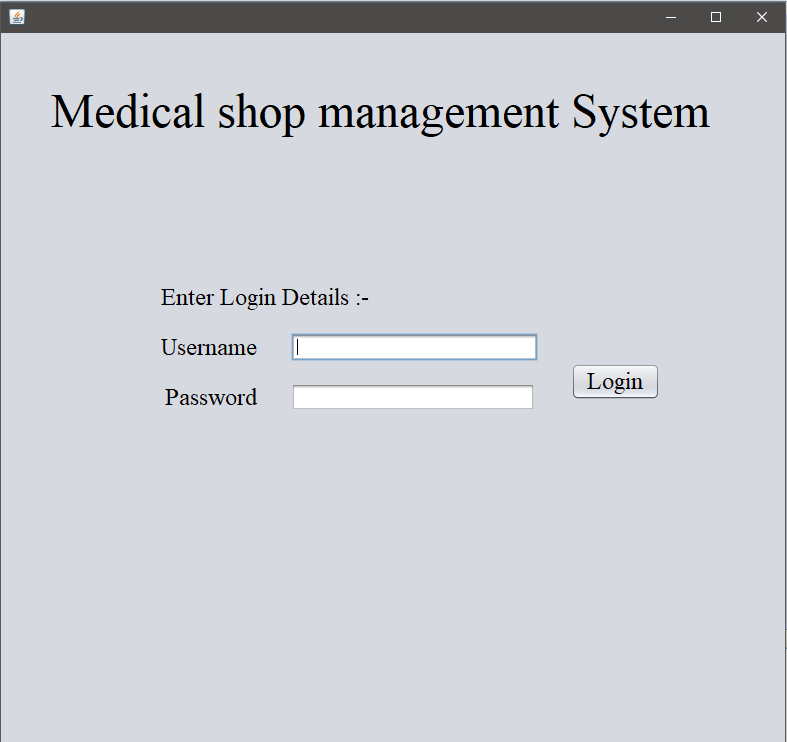 Medical shop management System
Enter Login Details :-
Username
Password
Login